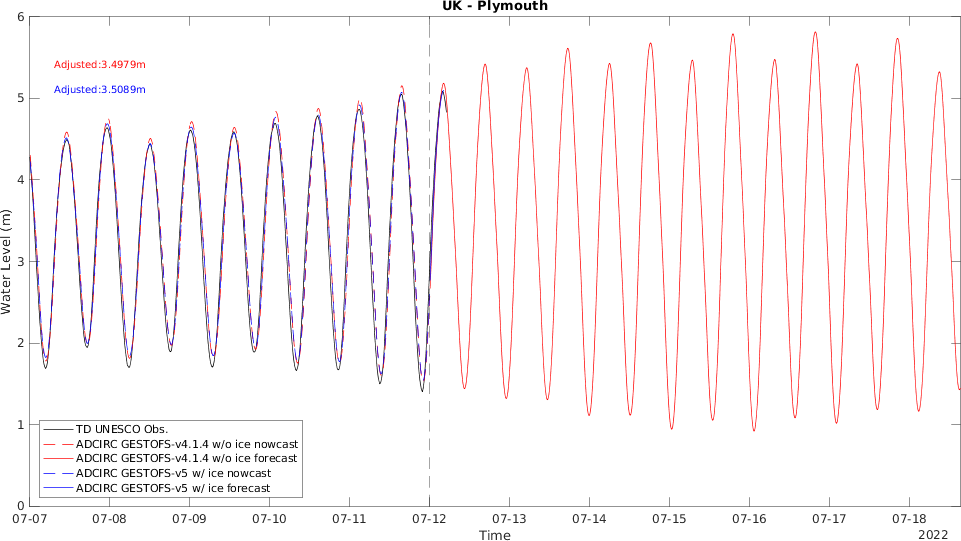 UK - Plymouth
6
5
4
3
2
1
0
Water Level (m)
Adjusted:3.4979m
Adjusted:3.5089m
TD UNESCO Obs.
ADCIRC GESTOFS-v4.1.4 w/o ice nowcast
ADCIRC GESTOFS-v4.1.4 w/o ice forecast
ADCIRC GESTOFS-v5 w/ ice nowcast
ADCIRC GESTOFS-v5 w/ ice forecast
07-07 07-08 07-09 07-10 07-11 07-12 07-13 07-14 07-15 07-16 07-17 07-18
Time
2022